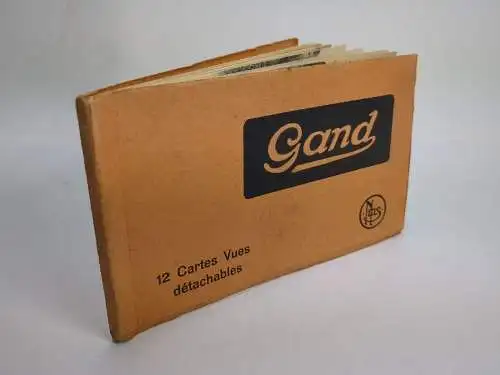 Gand
12 Cartes Vues
détachables